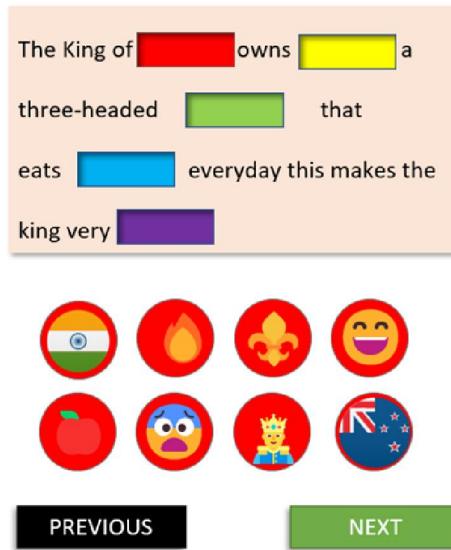 The King of owns a
three-headed that
eats everyday this makes the
king very
PREVIOUS NEXT